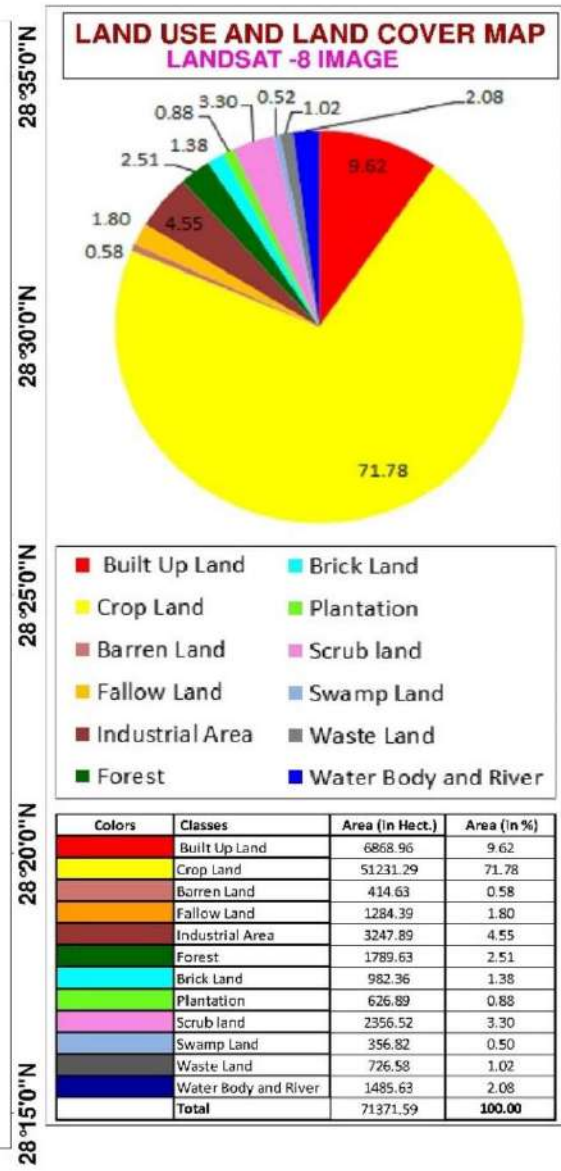 LAND USE AND LAND COVER MAP
LANDSAT -8 IMAGE
28°35'0"N
28°30'0"N
28°25'0"N
28°20'0"N
28°15'0"N
0.88 3.30 0.52 1.02 2.08
2.51 1.38 9.62
1.80 4.55
0.58
71.78
Built Up Land Brick Land
Crop Land Plantation
Barren Land Scrub land
Fallow Land Swamp Land
Industrial Area Waste Land
Forest Water Body and River
Colors Classes Area (In Hect.) Area (In %)
Built Up Land 6868.96 9.62
Crop Land 51231.29 71.78
Barren Land 414.63 0.58
Fallow Land 1284.39 1.80
Industrial Area 3247.89 4.55
Forest 1789.63 2.51
Brick Land 982.36 1.38
Plantation 626.89 0.88
Scrub land 2356.52 3.30
Swamp Land 356.82 0.50
Waste Land 726.58 1.02
Water Body and River 1485.63 2.08
Total 71371.59 100.00